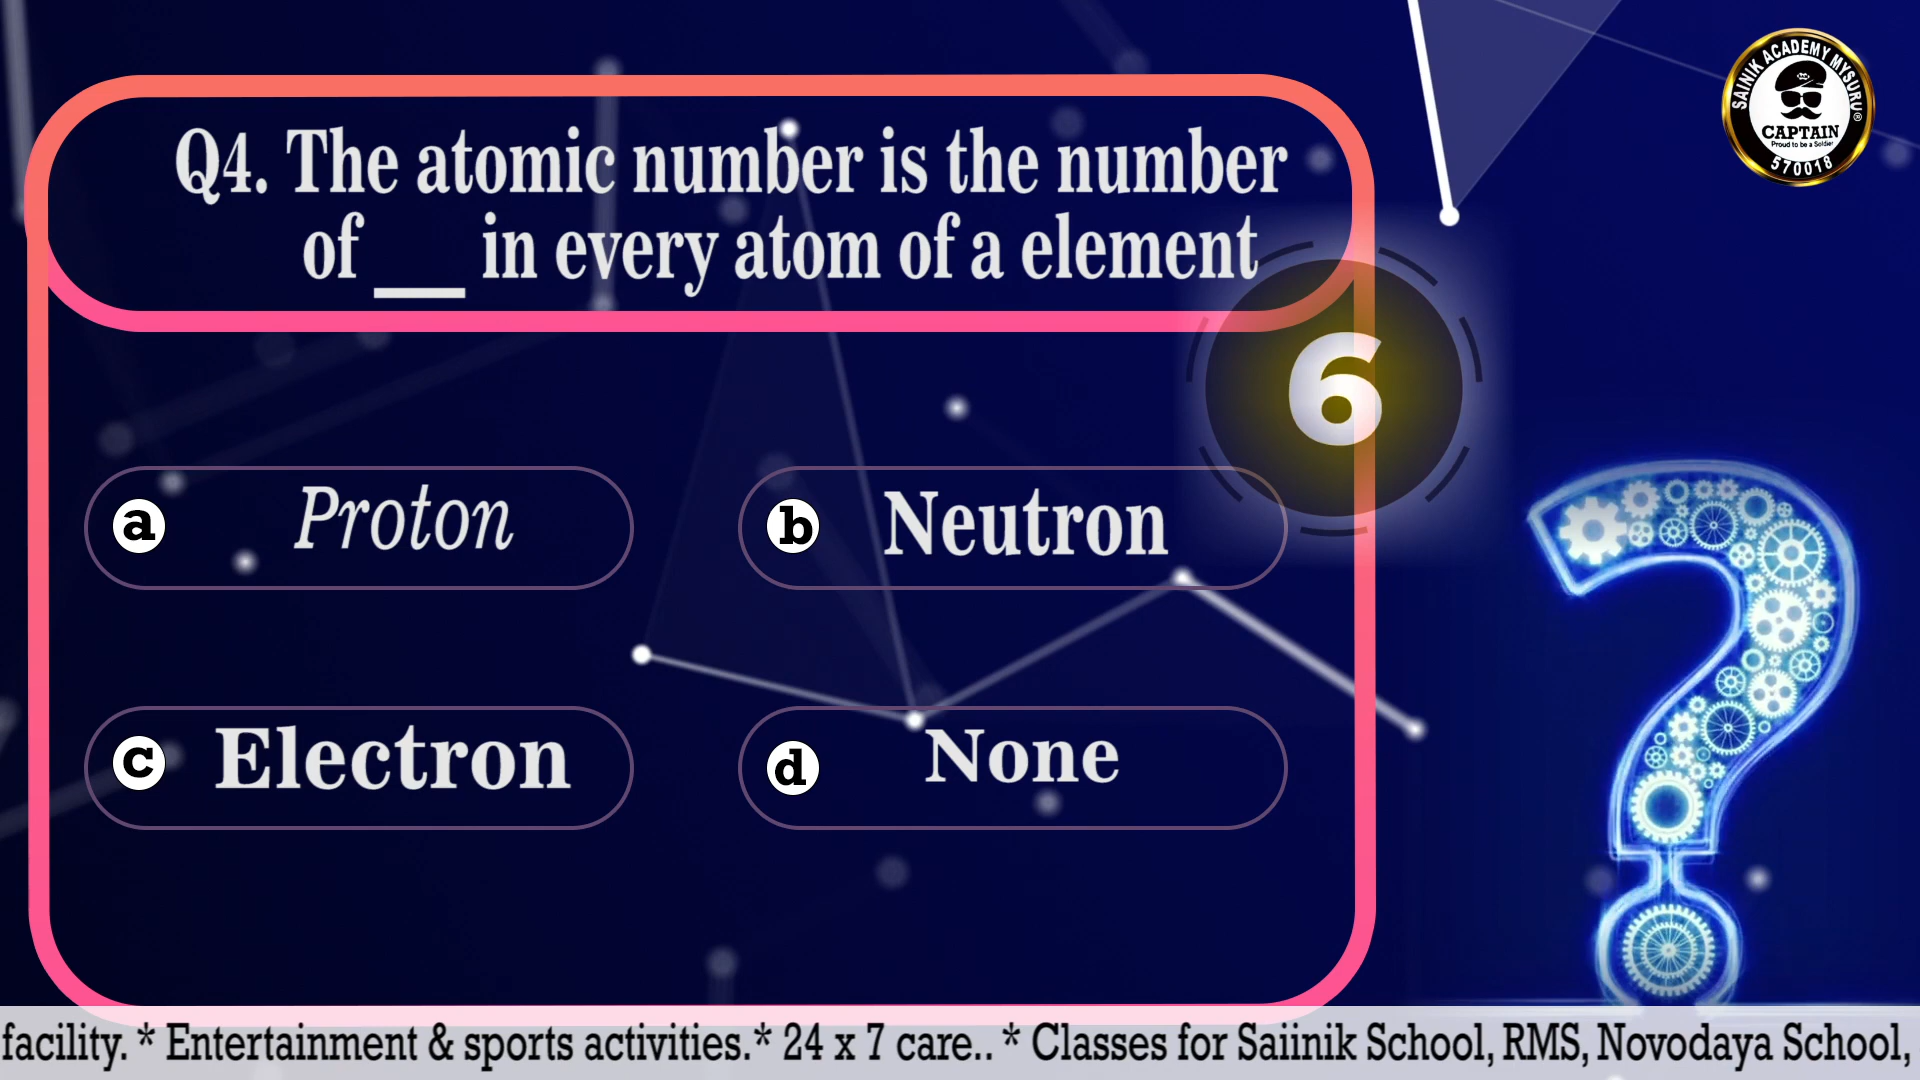 SAINIK ACADEMY MYSURU ®
CAPTAIN
Proud to be a Soldier
570018
Q4. The atomic number is the number
of __ in every atom of a element
6
a Proton
b Neutron
c Electron
d None
facility. * Entertainment & sports activities.* 24 x 7 care.. * Classes for Saiinik School, RMS, Novodaya School,